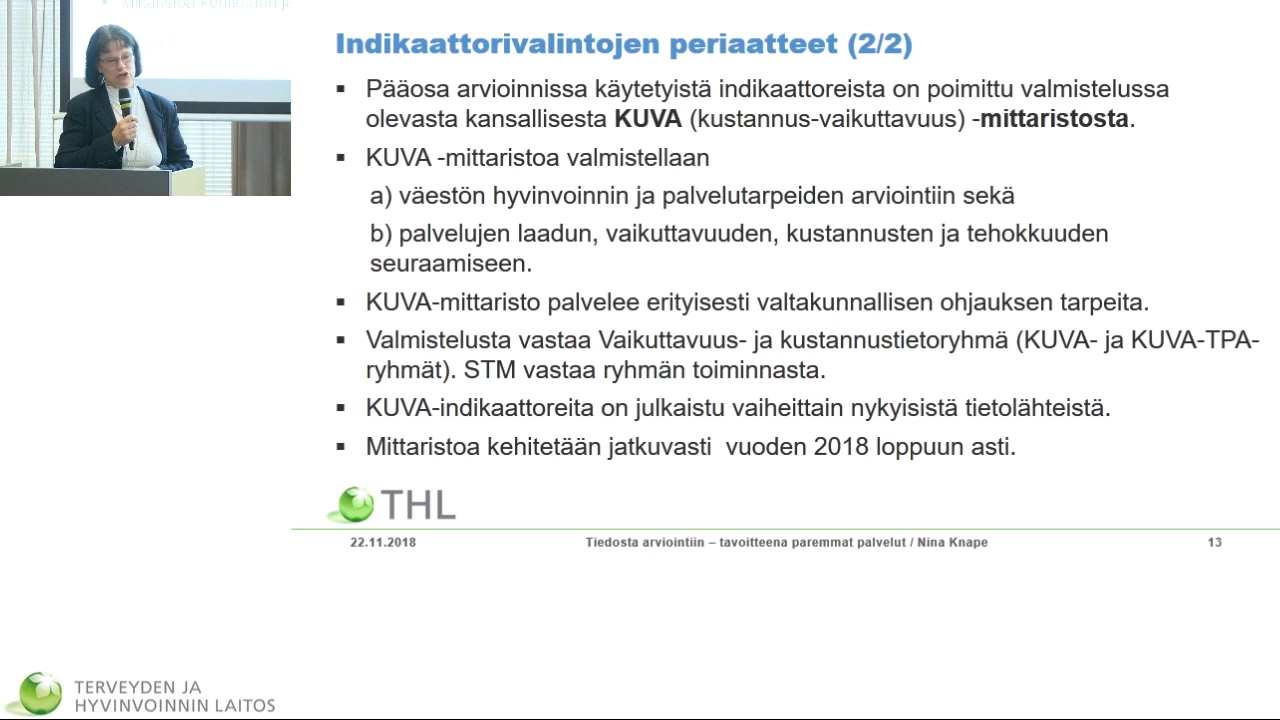 Mittaristoa kehitetään ja
Indikaattorivalintojen periaatteet (2/2)
▪ Pääosa arvioinnissa käytetyistä indikaattoreista on poimittu valmistelussa
olevasta kansallisesta KUVA (kustannus-vaikuttavuus) -mittaristosta.
▪ KUVA -mittaristoa valmistellaan
a) väestön hyvinvoinnin ja palvelutarpeiden arviointiin sekä
b) palvelujen laadun, vaikuttavuuden, kustannusten ja tehokkuuden
seuraamiseen.
▪ KUVA-mittaristo palvelee erityisesti valtakunnallisen ohjauksen tarpeita.
▪ Valmistelusta vastaa Vaikuttavuus- ja kustannustietoryhmä (KUVA- ja KUVA-TPA-
ryhmät). STM vastaa ryhmän toiminnasta.
▪ KUVA-indikaattoreita on julkaistu vaiheittain nykyisistä tietolähteistä.
▪ Mittaristoa kehitetään jatkuvasti  vuoden 2018 loppuun asti.
THL
22.11.2018 Tiedosta arviointiin – tavoitteena paremmat palvelut / Nina Knape 13
TERVEYDEN JA
HYVINVOINNIN LAITOS